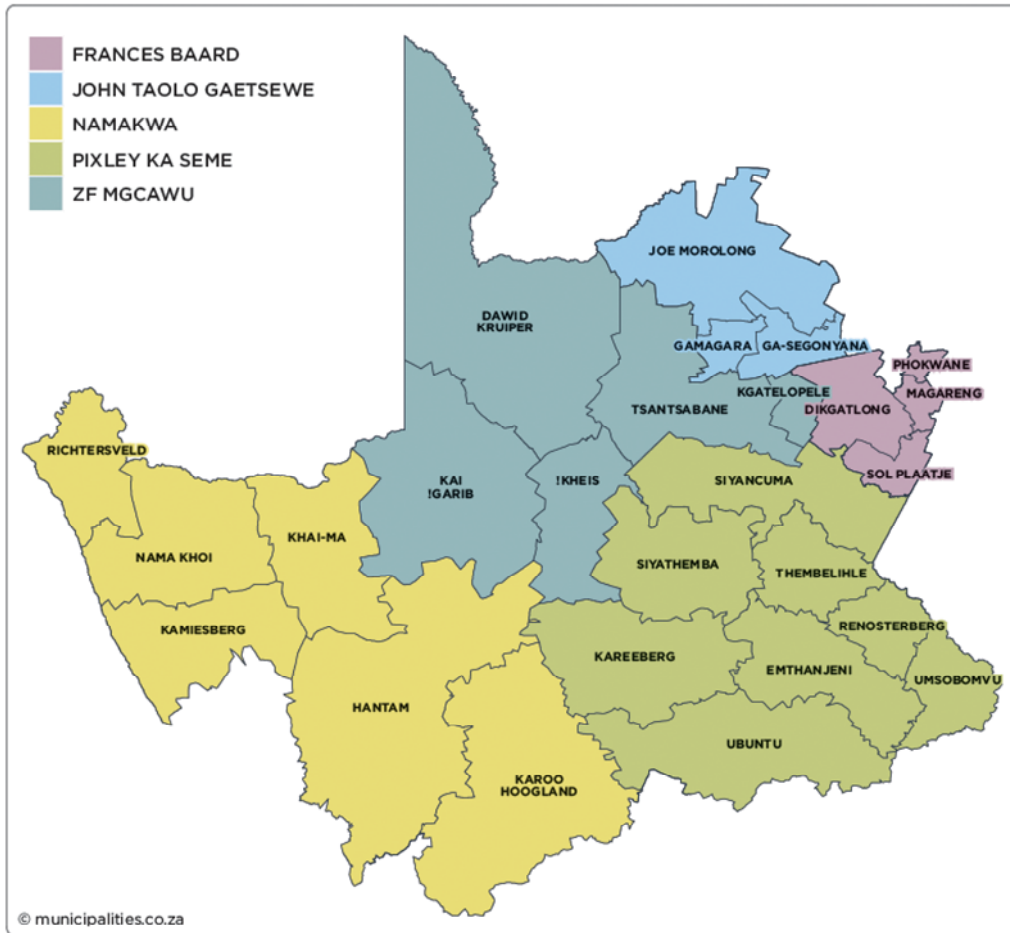 FRANCES BAARD
JOHN TAOLO GAETSEWE
NAMAKWA
PIXLEY KA SEME
ZF MGCAWU
JOE MOROLONG
DAWID
KRUIPER
GAMAGARA
GA-SEGONYANA
PHOKWANE
KGATELOPELE
MAGARENG
TSANTSABANE
DIKGATLONG
RICHTERSVELD
SOL PLAATJE
KAI
!GARIB
!KHEIS
SIYANCUMA
KHAI-MA
NAMA KHOI
SIYATHEMBA
THEMBELIHLE
KAMIESBERG
RENOSTERBERG
KAREEBERG
EMTHANJENI
UMSOBOMVU
HANTAM
UBUNTU
KAROO
HOOGLAND
© municipalities.co.za